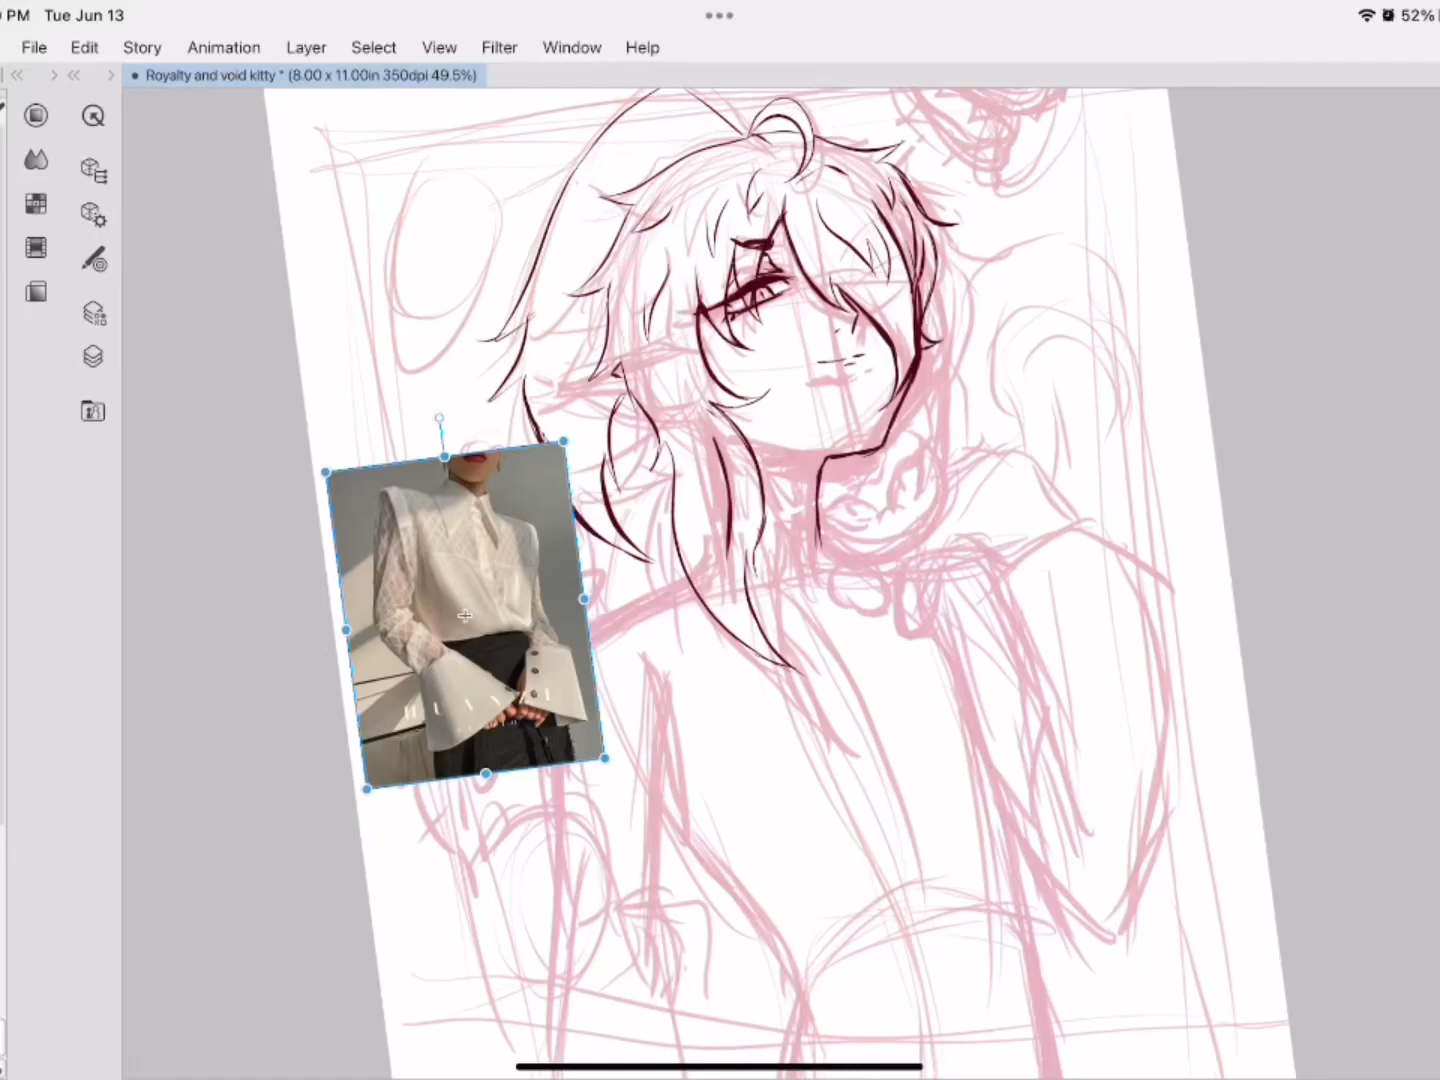 PM Tue Jun 13 52%
File Edit Story Animation Layer Select View Filter Window Help
Royalty and void kitty * (8.00 x 11.00in 350dpi 49.5%)